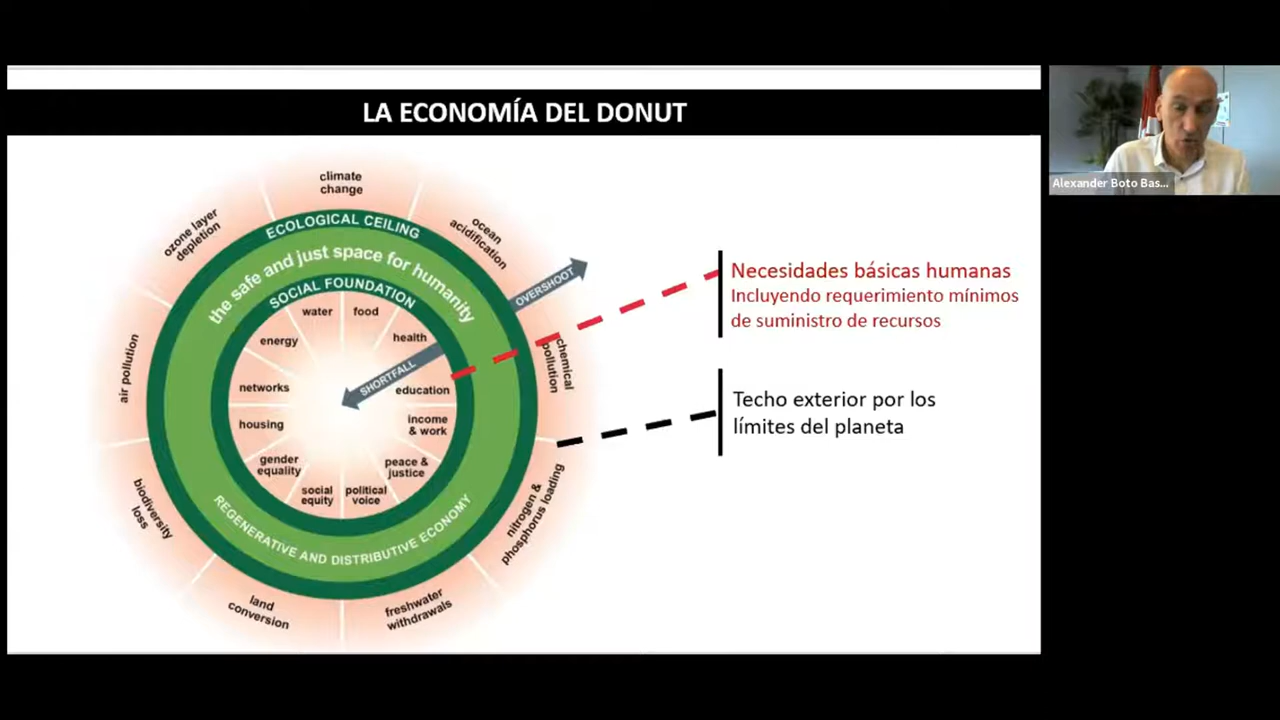 LA ECONOMÍA DEL DONUT
Alexander Boto Bas...
climate
change
ozone layer
depletion
ocean
acidification
air pollution
chemical
pollution
biodiversity
loss
nitrogen &
phosphorus loading
land
conversion
freshwater
withdrawals
ECOLOGICAL CEILING
the safe and just space for humanity
SOCIAL FOUNDATION
OVERSHOOT
SHORTFALL
water
food
energy
health
networks
education
housing
income
& work
gender
equality
peace &
justice
social
equity
political
voice
REGENERATIVE AND DISTRIBUTIVE ECONOMY
Necesidades básicas humanas
Incluyendo requerimiento mínimos
de suministro de recursos
Techo exterior por los
límites del planeta